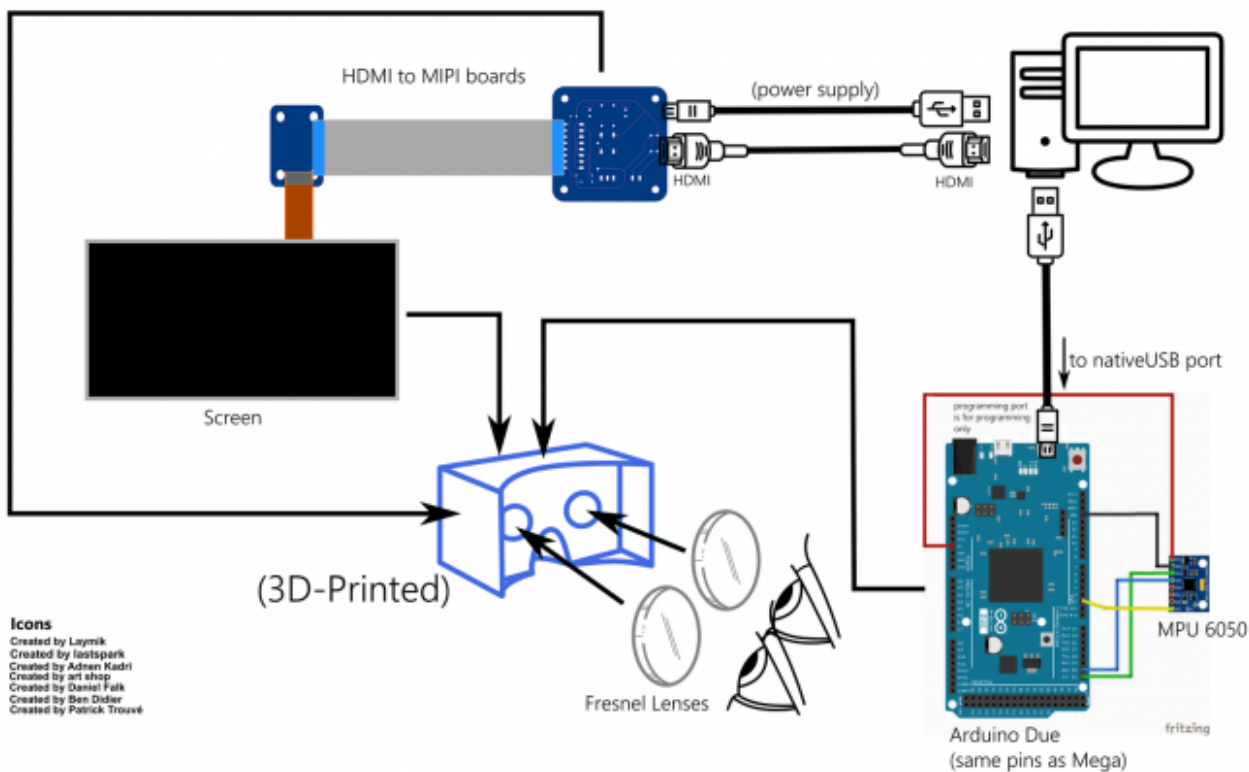 HDMI to MIPI boards
(power supply)
HDMI
HDMI
to nativeUSB port
Screen
programming port
is for programming
only
(3D-Printed)
MPU 6050
Fresnel Lenses
Icons
Created by Laymik
Created by lastspark
Created by Adnen Kadri
Created by art shop
Created by Daniel Falk
Created by Ben Didier
Created by Patrick Trouvé
fritzing
Arduino Due
(same pins as Mega)